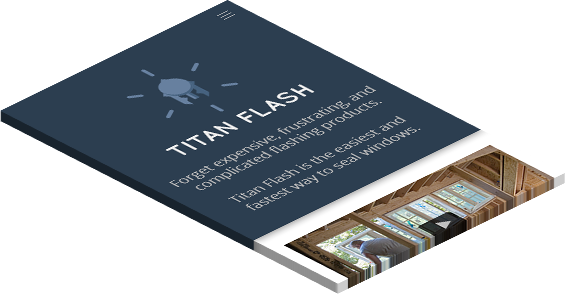 TITAN FLASH
Forget expensive, frustrating, and
complicated flashing products.
Titan Flash is the easiest and
fastest way to seal windows.